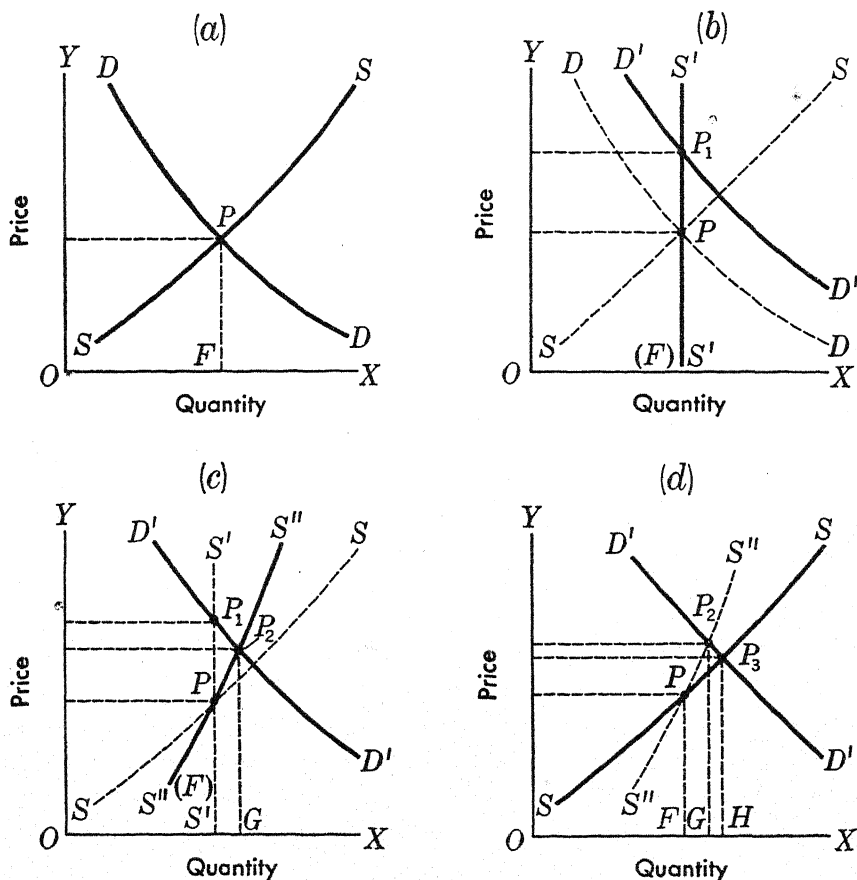 (a)
Y D S
P
Price
S F D
O X
Quantity
(b)
Y D D' S' S
P₁
P
Price
D'
S (F) S' D
O X
Quantity
(c)
Y D' S' S" S
P₁ P₂
P
Price
D'
S S" (F)
O S' G X
Quantity
(d)
Y D' S" S
P₂
P P₃
Price
D'
S S" F G H
O X
Quantity